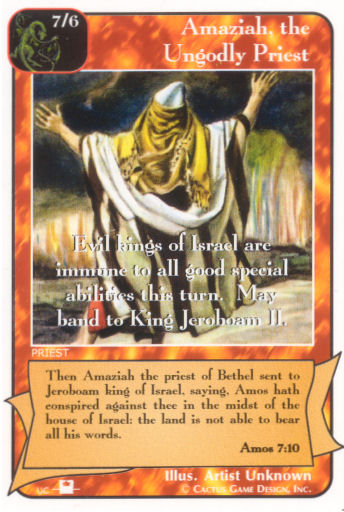 7/6
Amaziah, the
Ungodly Priest
Evil kings of Israel are
immune to all good special
abilities this turn. May
band to King Jeroboam II.
PRIEST
Then Amaziah the priest of Bethel sent to
Jeroboam king of Israel, saying, Amos hath
conspired against thee in the midst of the
house of Israel: the land is not able to bear
all his words.
Amos 7:10
Illus. Artist Unknown
UC
© CACTUS GAME DESIGN, INC.